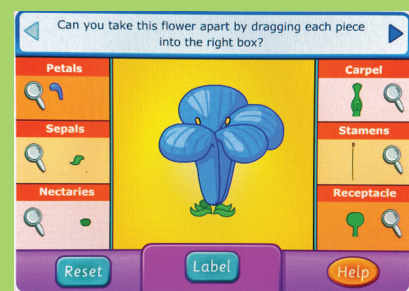 Can you take this flower apart by dragging each piece
into the right box?
Petals
Sepals
Nectaries
Carpel
Stamens
Receptacle
Reset
Label
Help